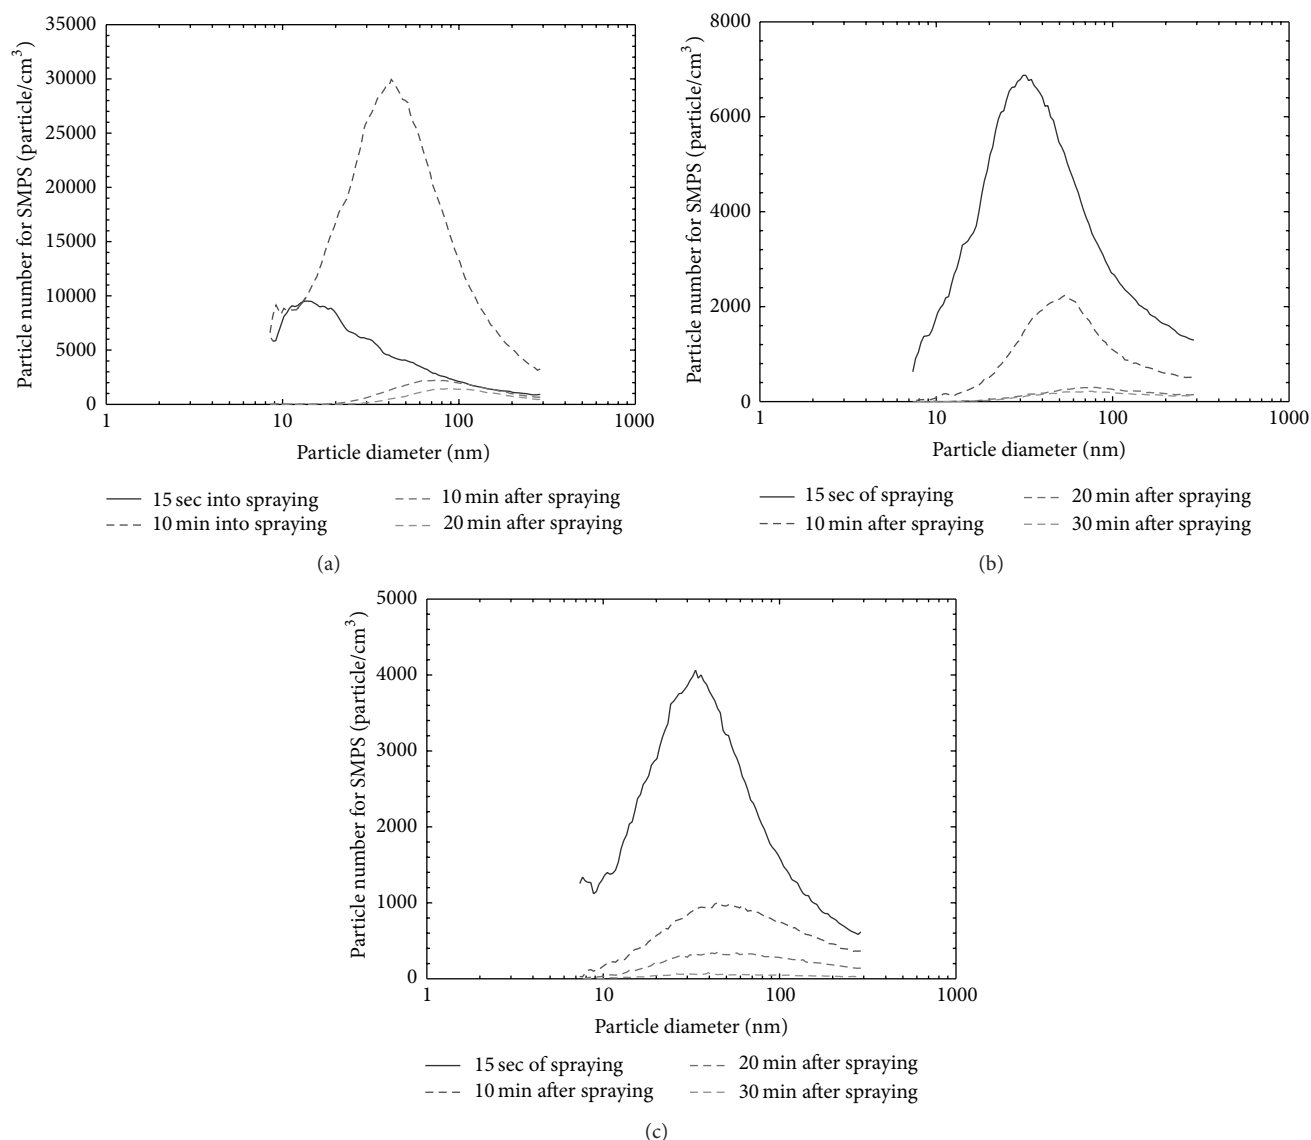 35000
30000
25000
20000
15000
10000
5000
0
Particle number for SMPS (particle/cm³)
1 10 100 1000
Particle diameter (nm)
15 sec into spraying
10 min into spraying
10 min after spraying
20 min after spraying
(a)
8000
6000
4000
2000
0
Particle number for SMPS (particle/cm³)
1 10 100 1000
Particle diameter (nm)
15 sec of spraying
10 min after spraying
20 min after spraying
30 min after spraying
(b)
5000
4000
3000
2000
1000
0
Particle number for SMPS (particle/cm³)
1 10 100 1000
Particle diameter (nm)
15 sec of spraying
10 min after spraying
20 min after spraying
30 min after spraying
(c)